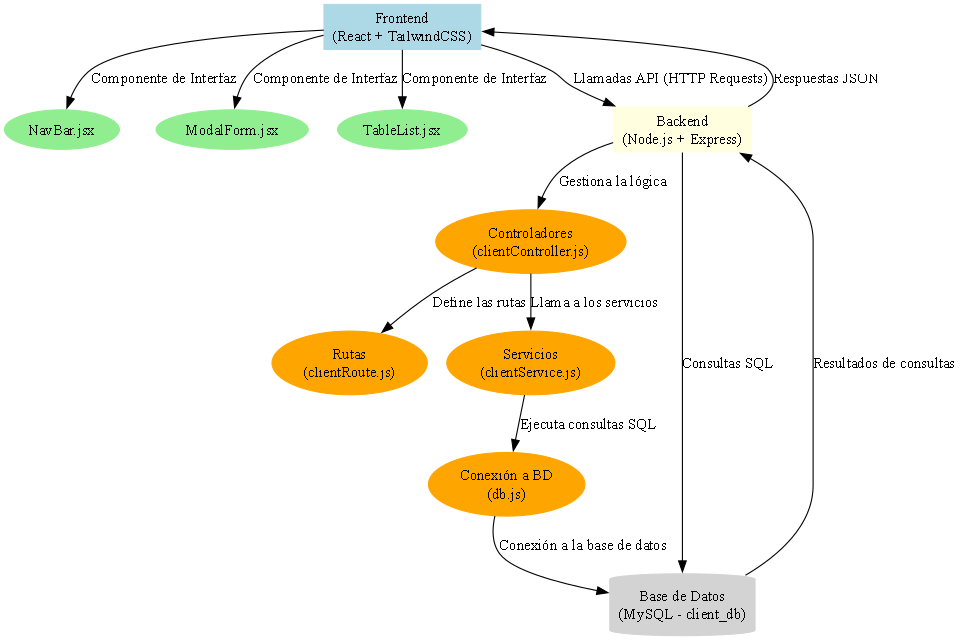 Frontend
(React + TailwindCSS)
Componente de Interfaz
Componente de Interfaz
Componente de Interfaz
Llamadas API (HTTP Requests)
Respuestas JSON
NavBar.jsx
ModalForm.jsx
TableList.jsx
Backend
(Node.js + Express)
Gestiona la lógica
Controladores
(clientController.js)
Define las rutas
Llama a los servicios
Rutas
(clientRoute.js)
Servicios
(clientService.js)
Consultas SQL
Resultados de consultas
Ejecuta consultas SQL
Conexión a BD
(db.js)
Conexión a la base de datos
Base de Datos
(MySQL - client_db)